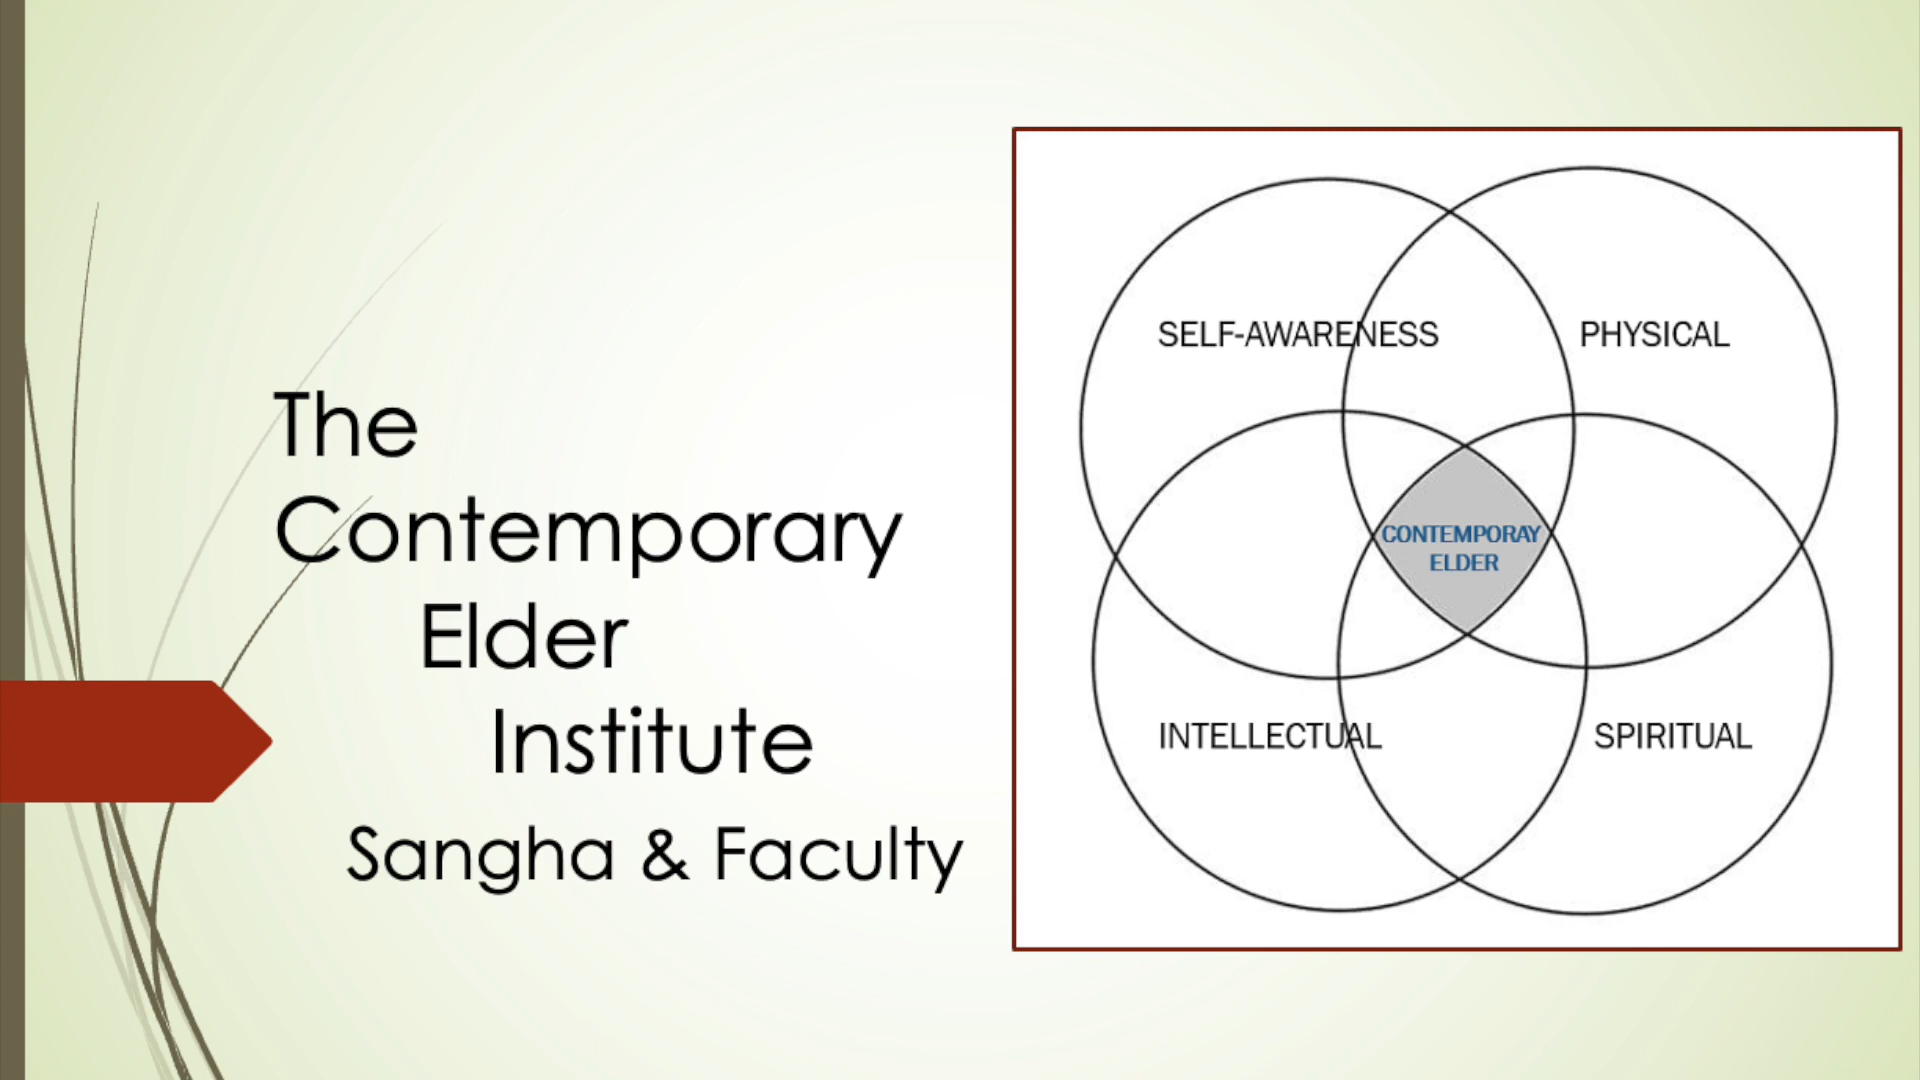 The
Contemporary
Elder
Institute
Sangha & Faculty
SELF-AWARENESS
PHYSICAL
CONTEMPORAY
ELDER
INTELLECTUAL
SPIRITUAL